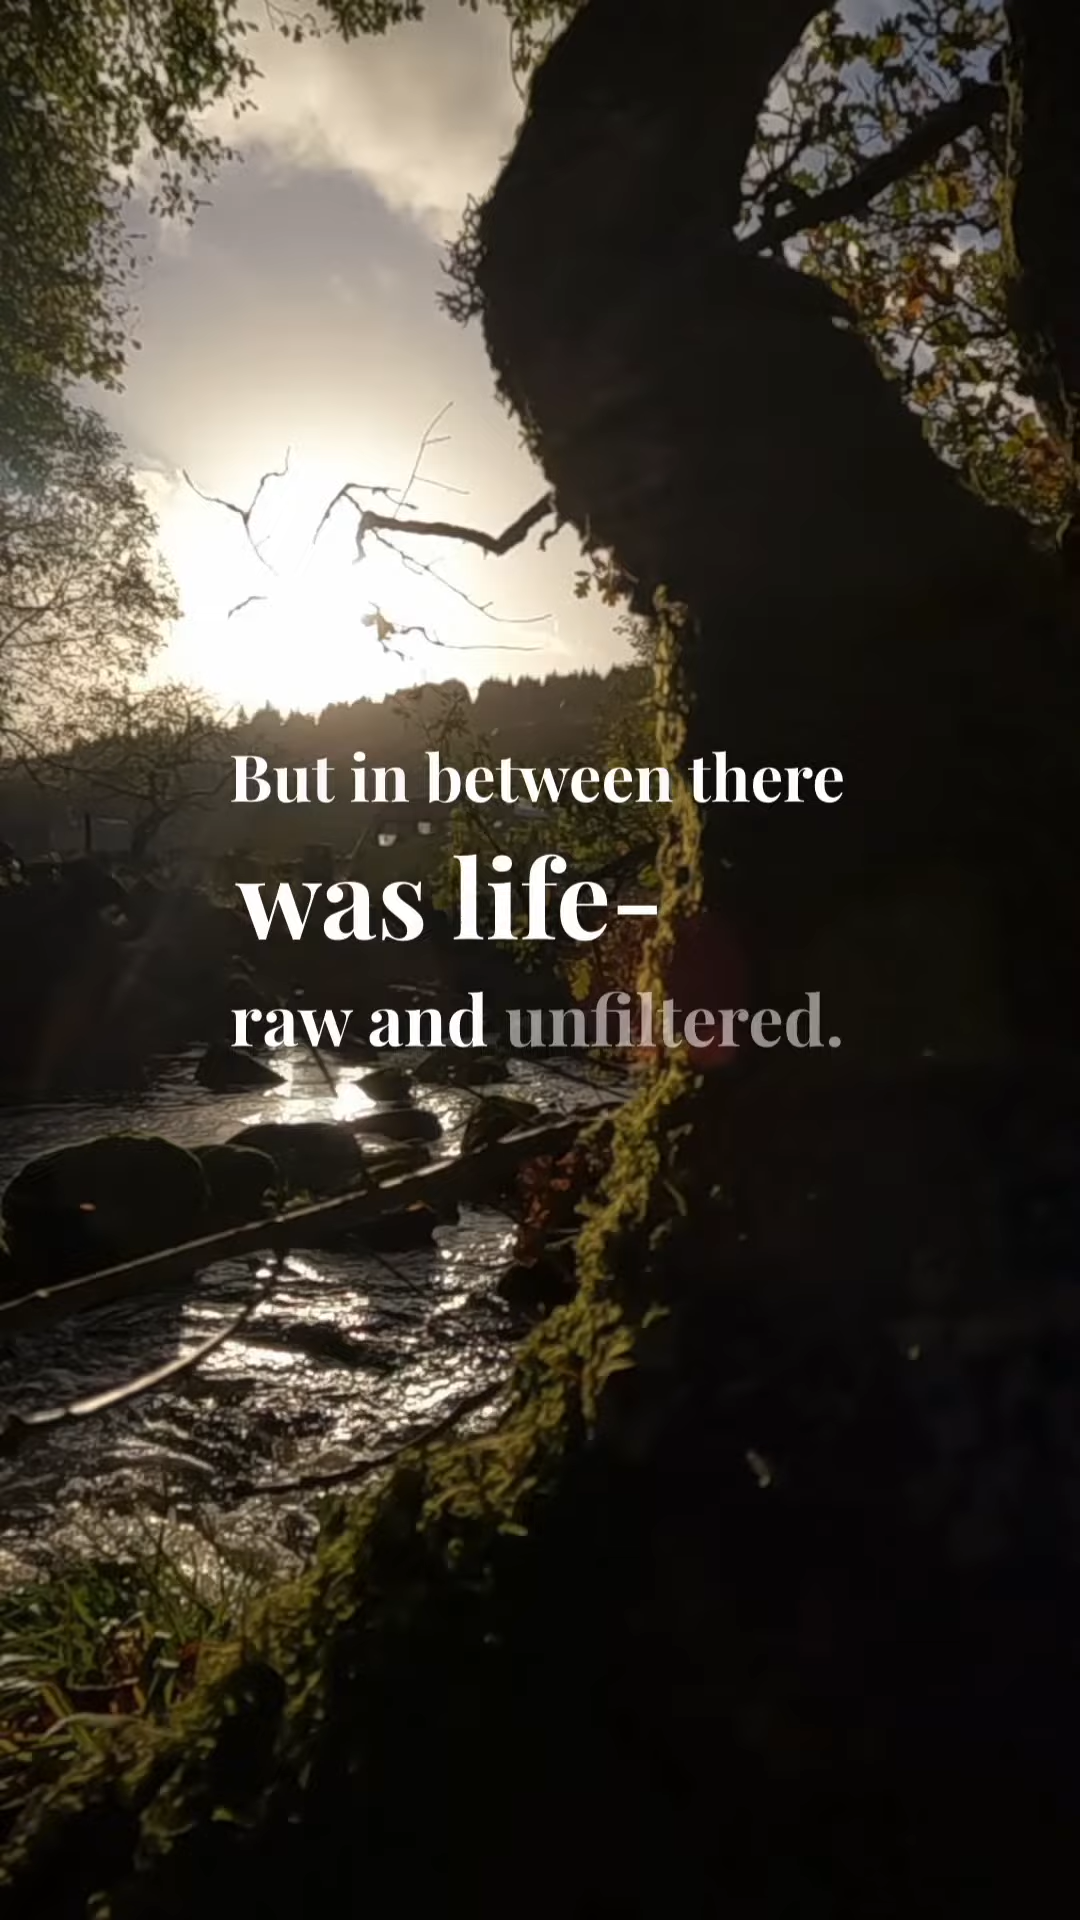 But in between there
was life-
raw and unfiltered.